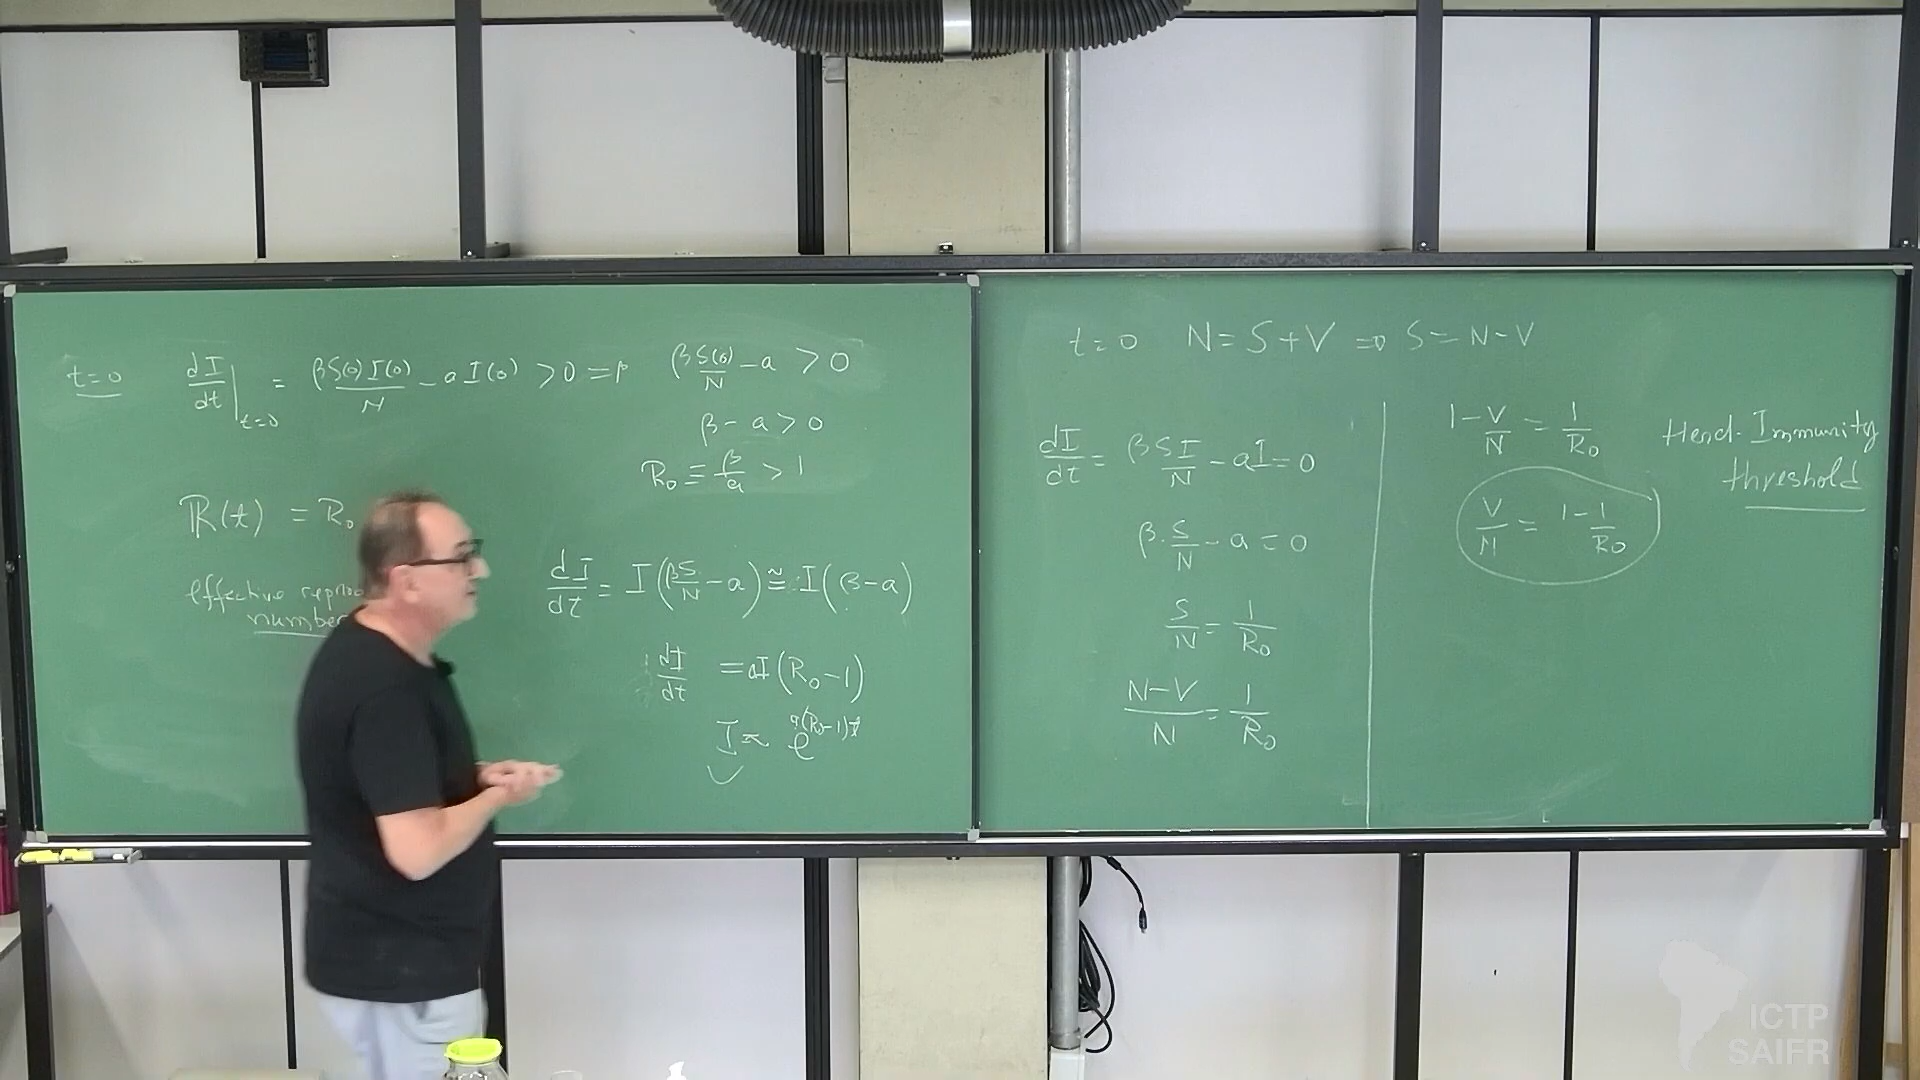 t=0 dI/dt|t=0 = βS(0)I(0)/N - aI(0) >0 => βS(0)/N - a > 0
β - a > 0
R0 ≡ β/a > 1
R(t) = R0
effective
number
dI/dt = I(βS/N - a) ≅ I(β-a)
dI/dt = aI(R0-1)
I ≈ e^a(R0-1)t
t=0 N=S+V => S=N-V
dI/dt = βSI/N - aI=0
β.S/N - a = 0
S/N = 1/R0
N-V/N = 1/R0
1-V/N = 1/R0
V/N = 1-1/R0
Herd-Immunity
threshold
ICTP
SAIFR